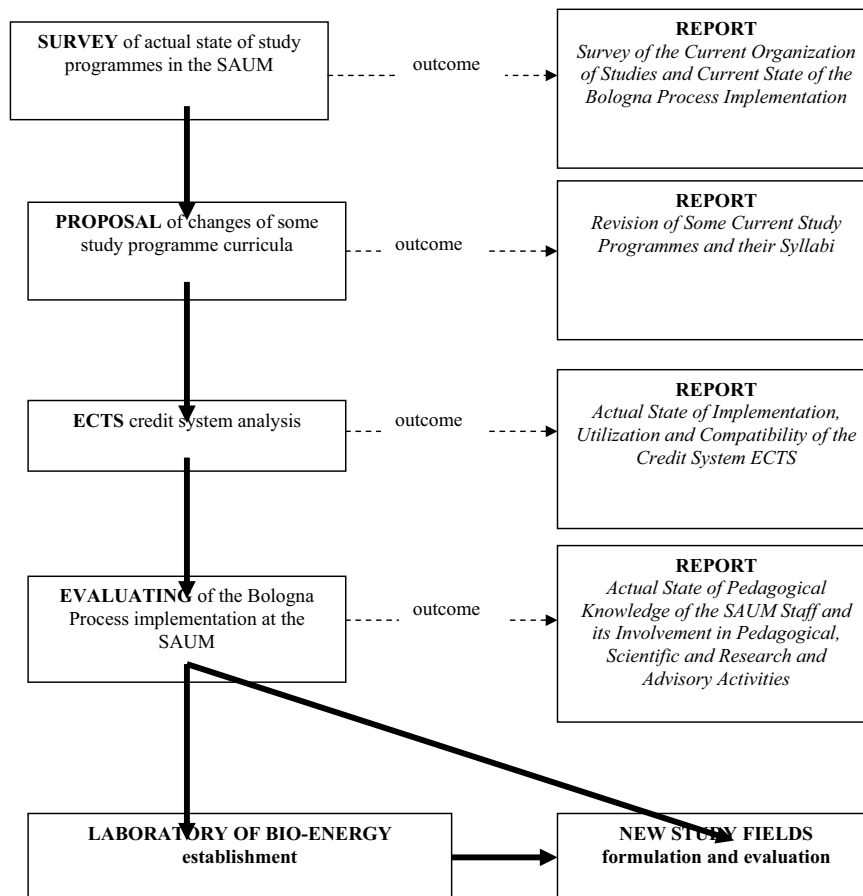 SURVEY of actual state of study
programmes in the SAUM
outcome
REPORT
Survey of the Current Organization
of Studies and Current State of the
Bologna Process Implementation
PROPOSAL of changes of some
study programme curricula
outcome
REPORT
Revision of Some Current Study
Programmes and their Syllabi
ECTS credit system analysis
outcome
REPORT
Actual State of Implementation,
Utilization and Compatibility of the
Credit System ECTS
EVALUATING of the Bologna
Process implementation at the
SAUM
outcome
REPORT
Actual State of Pedagogical
Knowledge of the SAUM Staff and
its Involvement in Pedagogical,
Scientific and Research and
Advisory Activities
LABORATORY OF BIO-ENERGY
establishment
NEW STUDY FIELDS
formulation and evaluation